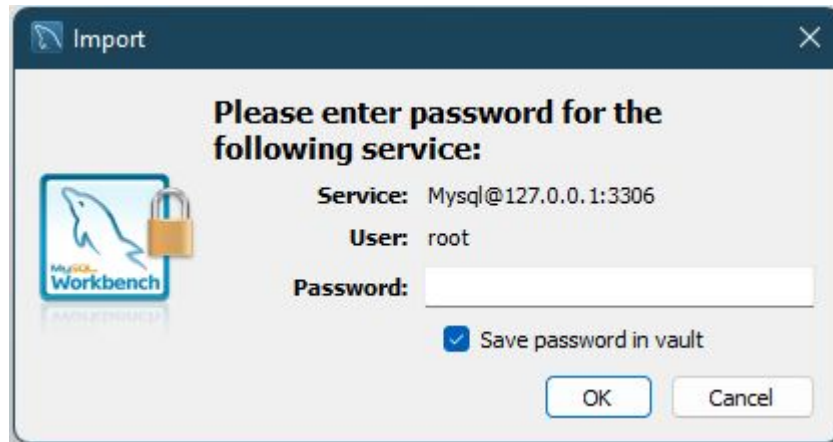 Import
Please enter password for the
following service:
Service: Mysql@127.0.0.1:3306
User: root
Password:
MySQL
Workbench
Save password in vault
OK Cancel